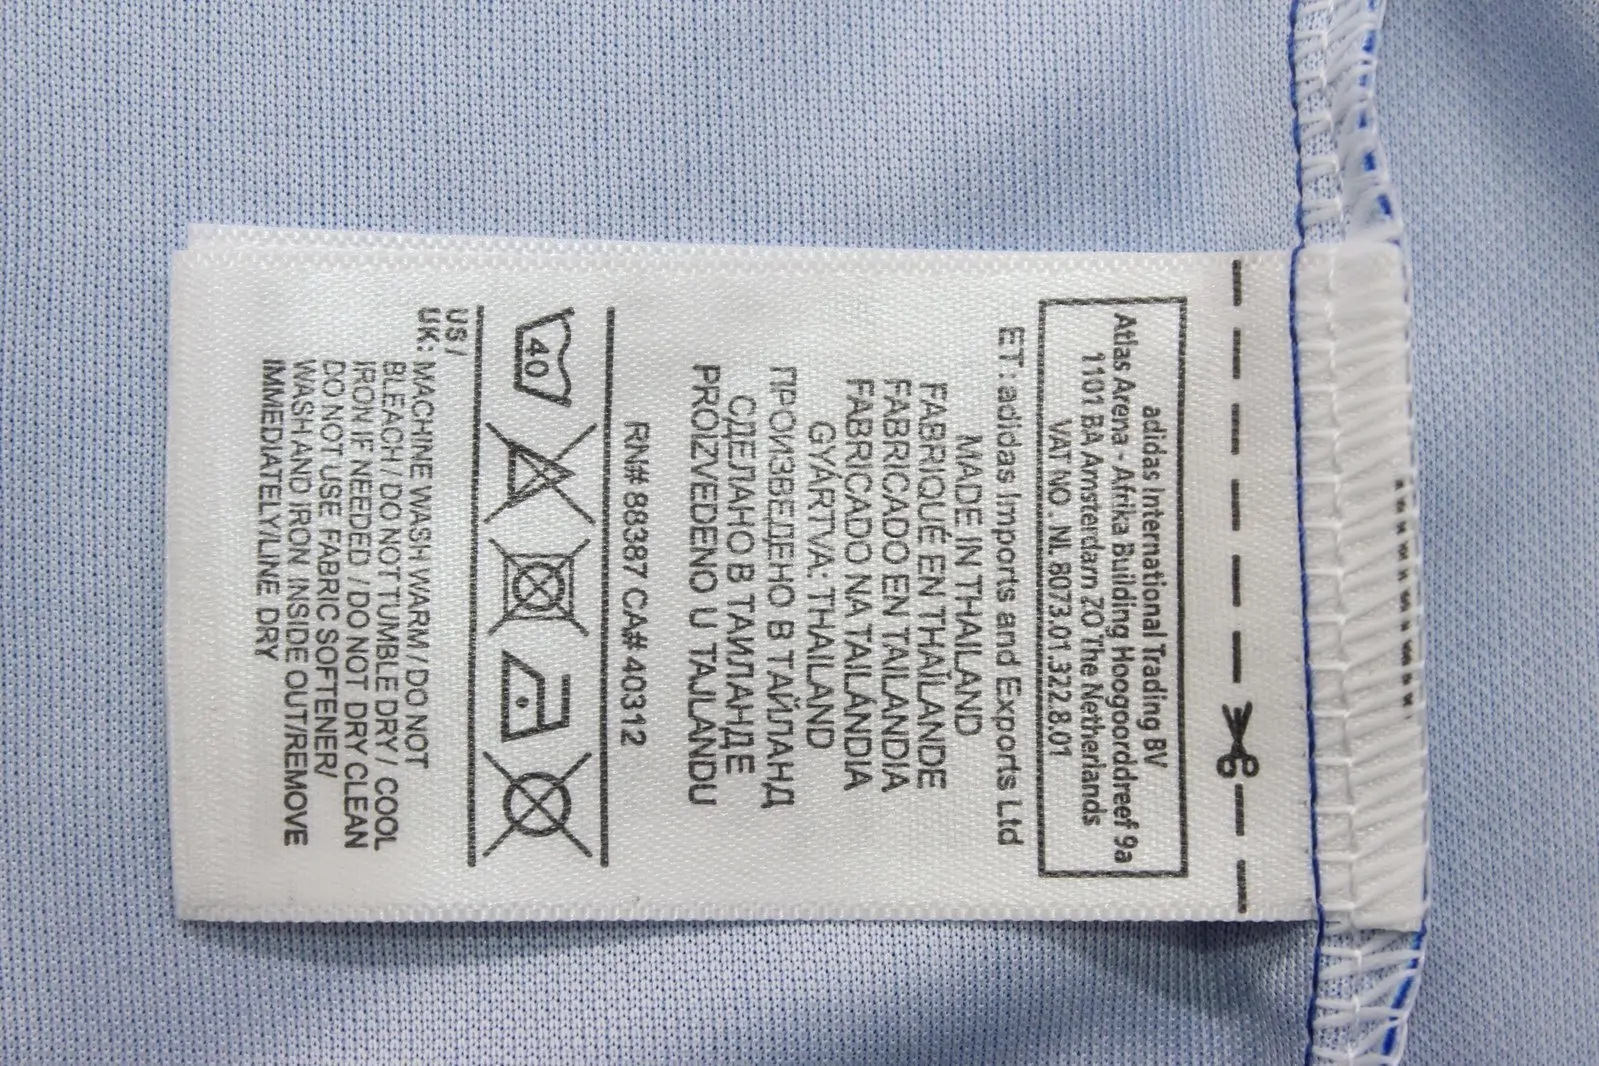 adidas International Trading BV
Atlas Arena - Afrika Building Hoogoorddreef 9a
1101 BA Amsterdam ZO The Netherlands
VAT NO. NL 8073.01.322.8.01
ET: adidas Imports and Exports Ltd
MADE IN THAILAND
FABRIQUÉ EN THAÏLANDE
FABRICADO EN TAILANDIA
FABRICADO NA TAILÁNDIA
GYÁRTVA: THAILAND
ПРОИЗВЕДЕНО В ТАЙЛАНД
СДЕЛАНО В ТАИЛАНДЕ
PROIZVEDENO U TAJLANDU
RN# 88387 CA# 40312
40
US /
UK: MACHINE WASH WARM / DO NOT
BLEACH / DO NOT TUMBLE DRY / COOL
IRON IF NEEDED / DO NOT DRY CLEAN
DO NOT USE FABRIC SOFTENER/
WASH AND IRON INSIDE OUT/REMOVE
IMMEDIATELY/LINE DRY